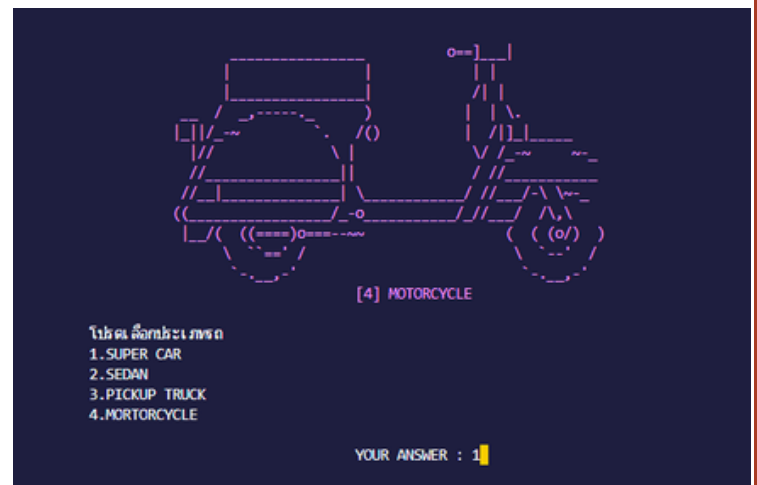 [4] MOTORCYCLE
โปรดเลือกประเภทรถ
1.SUPER CAR
2.SEDAN
3.PICKUP TRUCK
4.MORTORCYCLE
YOUR ANSWER : 1